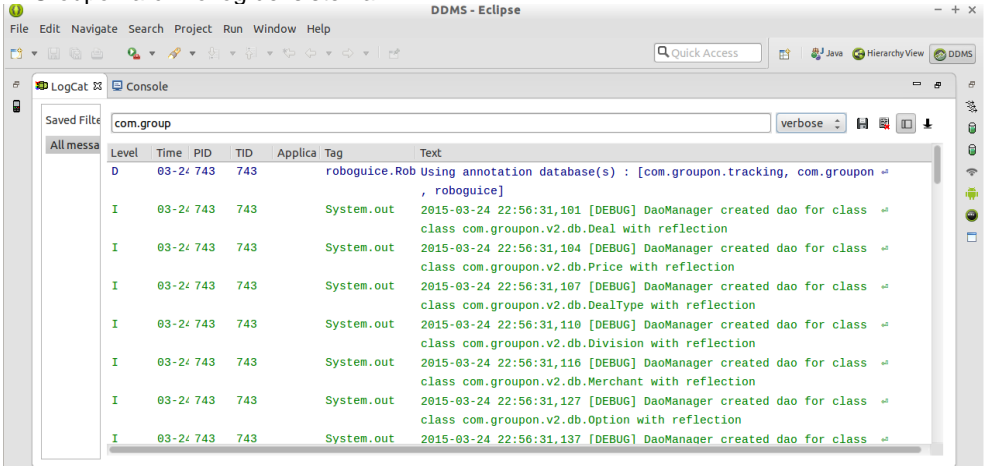 DDMS - Eclipse
File Edit Navigate Search Project Run Window Help
Quick Access Java Hierarchy View DDMS
LogCat Console
Saved Filte com.group verbose
All messa
Level Time PID TID Applica Tag Text
D 03-24 743 743 roboguice.Rob Using annotation database(s) : [com.groupon.tracking, com.groupon
, roboguice]
I 03-24 743 743 System.out 2015-03-24 22:56:31,101 [DEBUG] DaoManager created dao for class
class com.groupon.v2.db.Deal with reflection
I 03-24 743 743 System.out 2015-03-24 22:56:31,104 [DEBUG] DaoManager created dao for class
class com.groupon.v2.db.Price with reflection
I 03-24 743 743 System.out 2015-03-24 22:56:31,107 [DEBUG] DaoManager created dao for class
class com.groupon.v2.db.DealType with reflection
I 03-24 743 743 System.out 2015-03-24 22:56:31,110 [DEBUG] DaoManager created dao for class
class com.groupon.v2.db.Division with reflection
I 03-24 743 743 System.out 2015-03-24 22:56:31,116 [DEBUG] DaoManager created dao for class
class com.groupon.v2.db.Merchant with reflection
I 03-24 743 743 System.out 2015-03-24 22:56:31,127 [DEBUG] DaoManager created dao for class
class com.groupon.v2.db.Option with reflection
I 03-24 743 743 System.out 2015-03-24 22:56:31,137 [DEBUG] DaoManager created dao for class